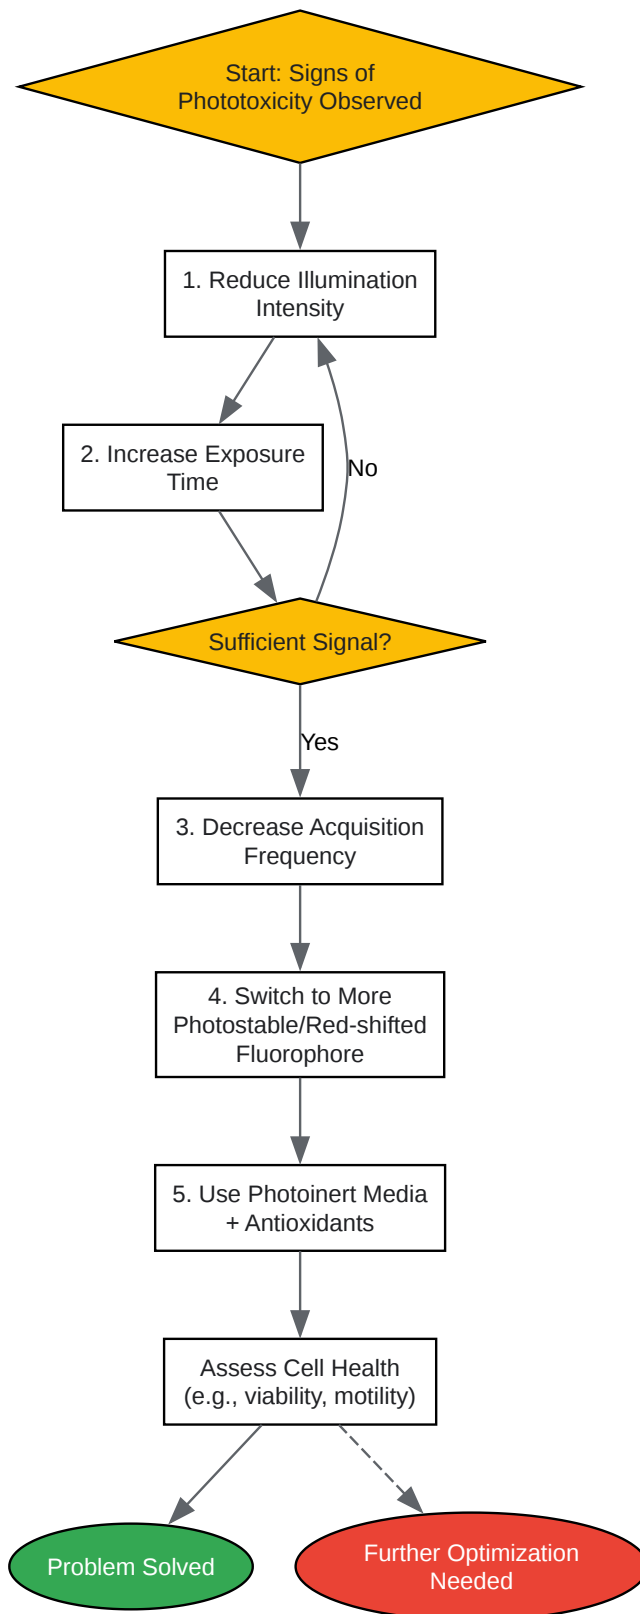 Start: Signs of
Phototoxicity Observed
1. Reduce Illumination
Intensity
2. Increase Exposure
Time
No
Sufficient Signal?
Yes
3. Decrease Acquisition
Frequency
4. Switch to More
Photostable/Red-shifted
Fluorophore
5. Use Photoinert Media
+ Antioxidants
Assess Cell Health
(e.g., viability, motility)
Problem Solved
Further Optimization
Needed